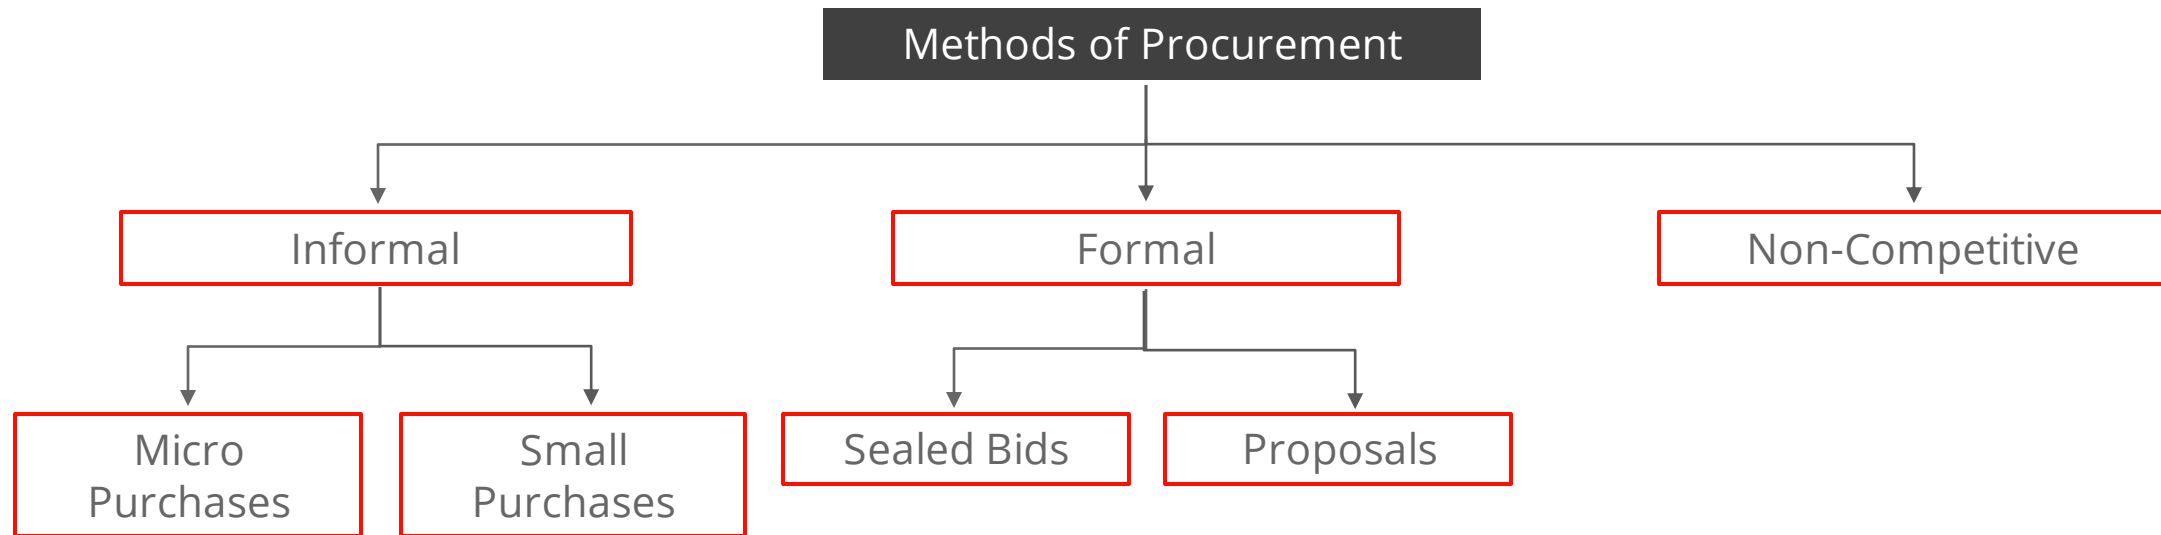 Methods of Procurement
Informal
Formal
Non-Competitive
Micro
Purchases
Small
Purchases
Sealed Bids
Proposals